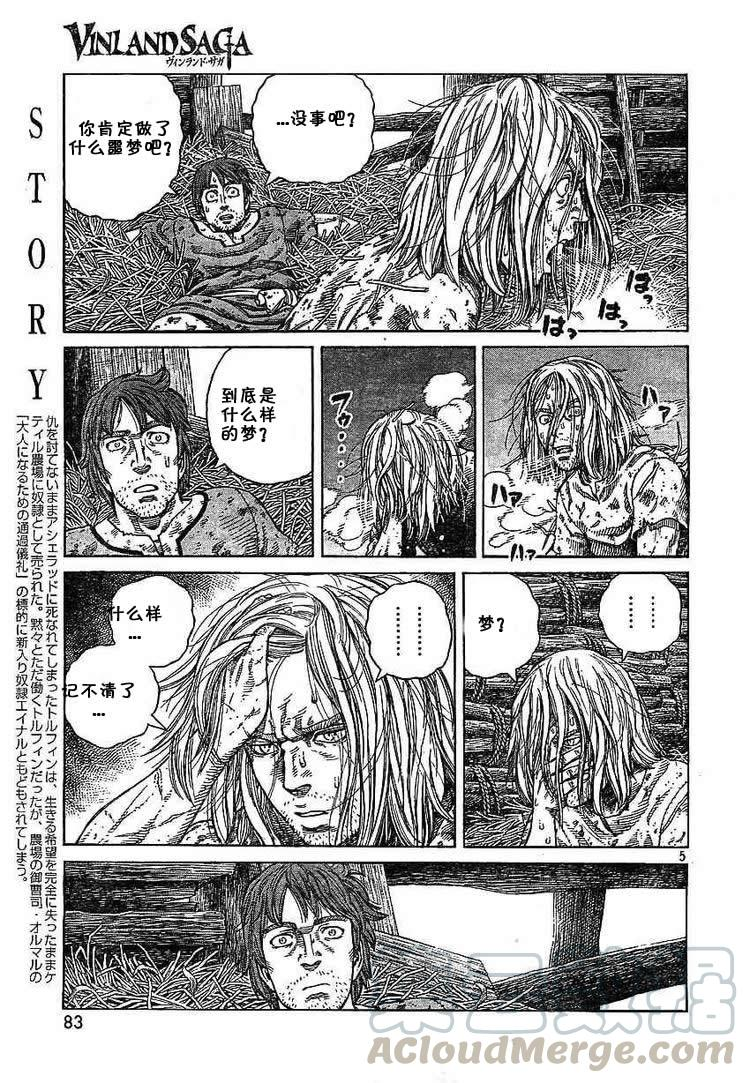 VINLAND SAGA
ヴィンランド・サガ
STORY
仇を討てないままアシェラッドに死なれてしまったトルフィンは、生きる希望を完全に失ったままケ
ティル農場に奴隷として売られた。黙々とただ働くトルフィンだったが、農場の御曹司・オルマルの
「大人になるための通過儀礼」の標的に新入り奴隷エイナルともどもされてしまう。
…没事吧?
你肯定做了
什么噩梦吧?
はっ
はっ
はっ
はっ
ハァ
ハァ
フゥ……
到底是
什么样
的梦?
……
梦?
……
什么样
…
记不清了
…
5
83
AcloudMerge.com